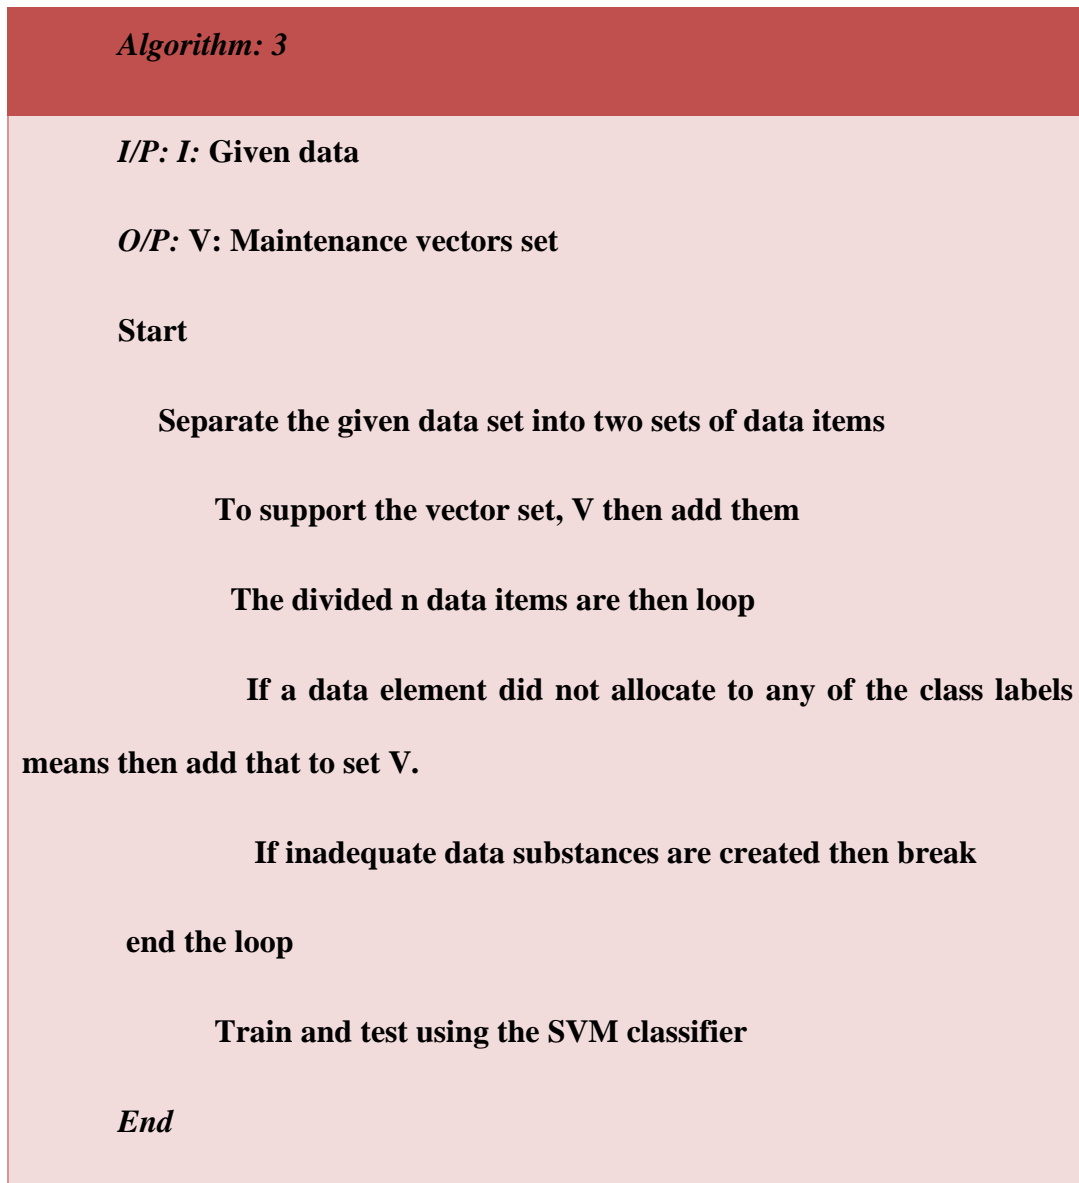 Algorithm: 3
I/P: I: Given data
O/P: V: Maintenance vectors set
Start
Separate the given data set into two sets of data items
To support the vector set, V then add them
The divided n data items are then loop
If a data element did not allocate to any of the class labels
means then add that to set V.
If inadequate data substances are created then break
end the loop
Train and test using the SVM classifier
End